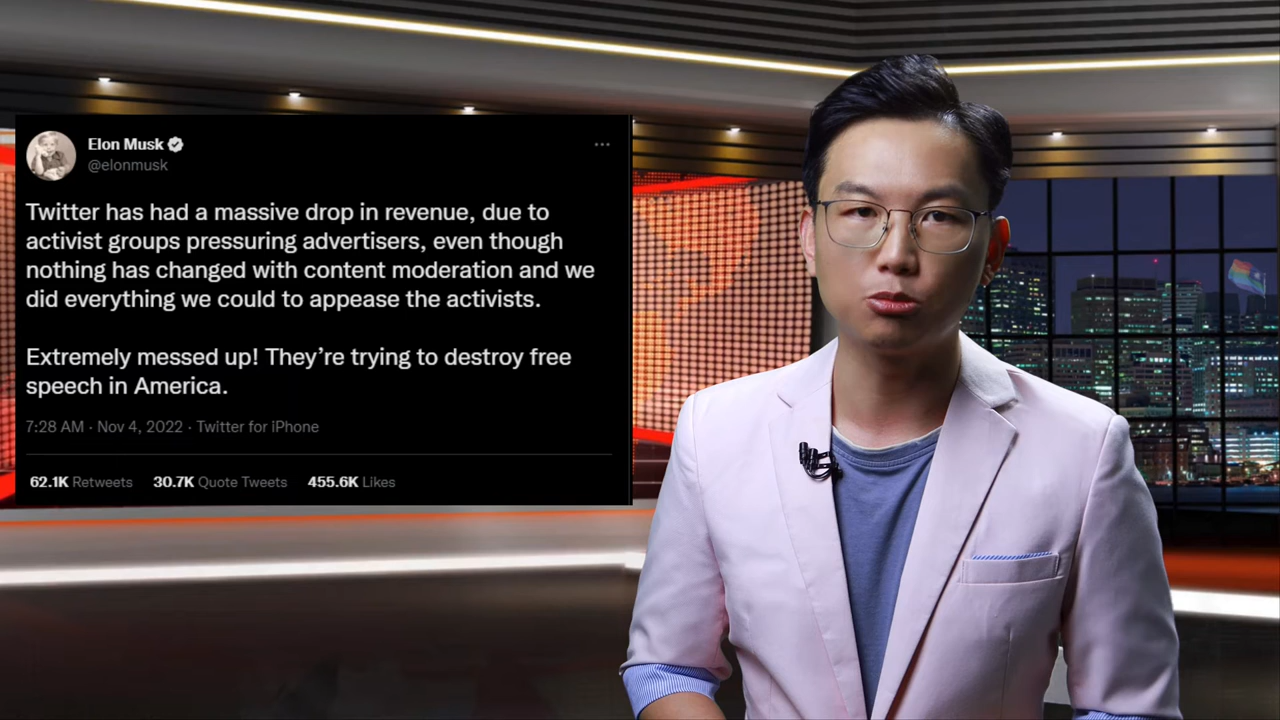 Elon Musk
@elonmusk
Twitter has had a massive drop in revenue, due to
activist groups pressuring advertisers, even though
nothing has changed with content moderation and we
did everything we could to appease the activists.
Extremely messed up! They’re trying to destroy free
speech in America.
7:28 AM · Nov 4, 2022 · Twitter for iPhone
62.1K Retweets 30.7K Quote Tweets 455.6K Likes